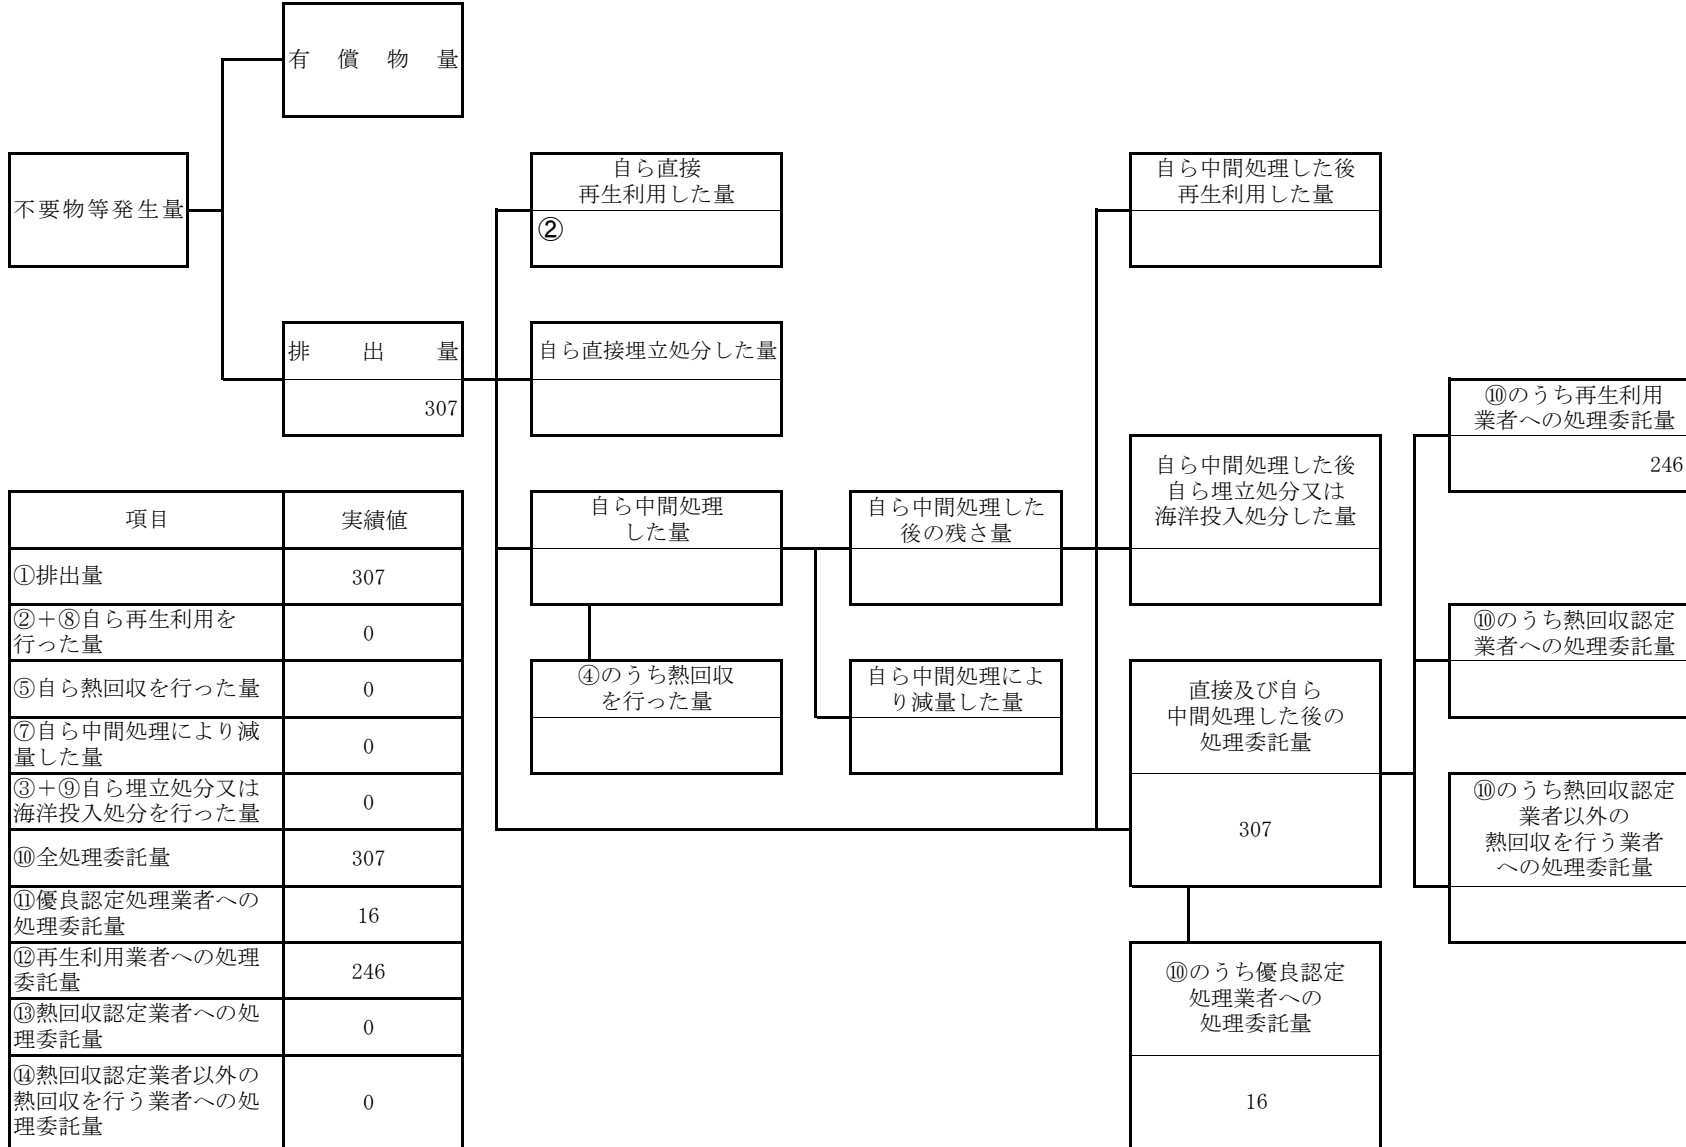 有償物量
不要物等発生量
自ら直接
再生利用した量
②
自ら中間処理した後
再生利用した量
排出量
307
自ら直接埋立処分した量
⑩のうち再生利用
業者への処理委託量
246
自ら中間処理した後
自ら埋立処分又は
海洋投入処分した量
自ら中間処理
した量
自ら中間処理した
後の残さ量
④のうち熱回収
を行った量
自ら中間処理によ
り減量した量
直接及び自ら
中間処理した後の
処理委託量
307
⑩のうち熱回収認定
業者への処理委託量
⑩のうち熱回収認定
業者以外の
熱回収を行う業者
への処理委託量
⑩のうち優良認定
処理業者への
処理委託量
16
項目 実績値
①排出量 307
②+⑧自ら再生利用を
行った量 0
⑤自ら熱回収を行った量 0
⑦自ら中間処理により減
量した量 0
③+⑨自ら埋立処分又は
海洋投入処分を行った量 0
⑩全処理委託量 307
⑪優良認定処理業者への
処理委託量 16
⑫再生利用業者への処理
委託量 246
⑬熱回収認定業者への処
理委託量 0
⑭熱回収認定業者以外の
熱回収を行う業者への処
理委託量 0